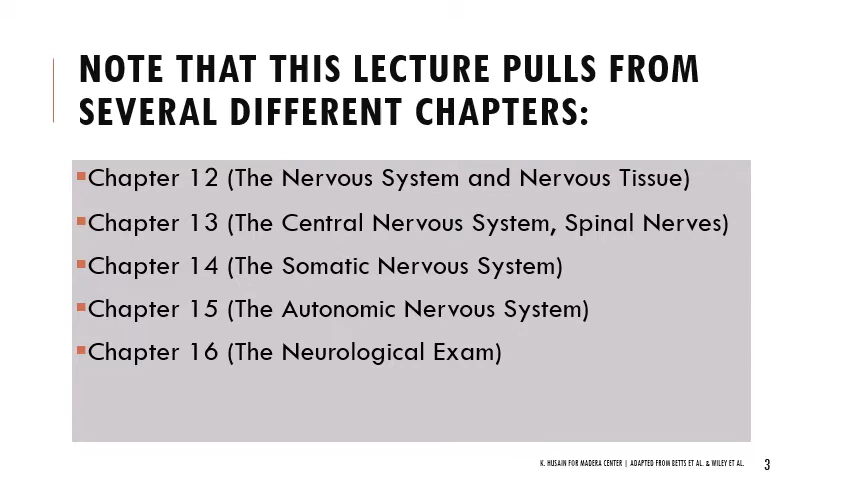 NOTE THAT THIS LECTURE PULLS FROM
SEVERAL DIFFERENT CHAPTERS:
▪Chapter 12 (The Nervous System and Nervous Tissue)
▪Chapter 13 (The Central Nervous System, Spinal Nerves)
▪Chapter 14 (The Somatic Nervous System)
▪Chapter 15 (The Autonomic Nervous System)
▪Chapter 16 (The Neurological Exam)
K. HUSAIN FOR MADERA CENTER | ADAPTED FROM BETTS ET AL. & WILEY ET AL. 3